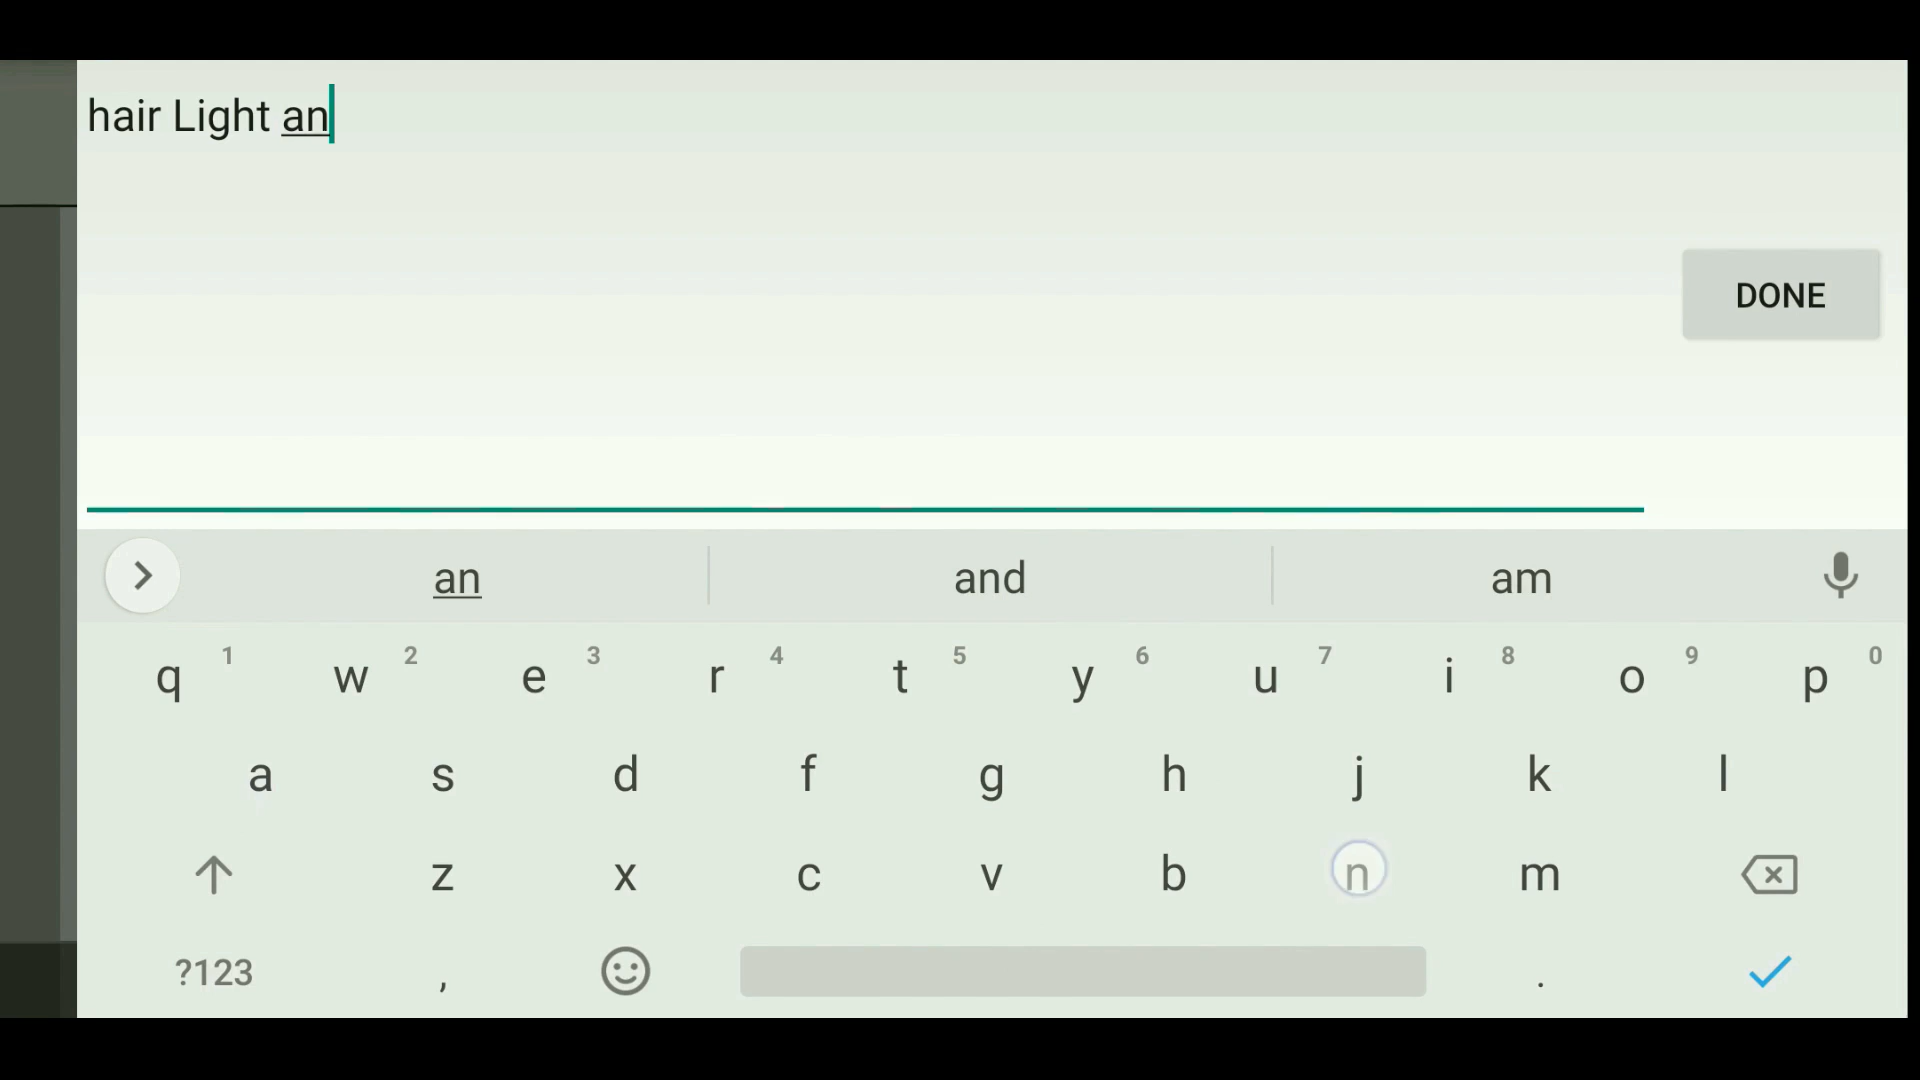 hair Light an
DONE
an and am
q 1 w 2 e 3 r 4 t 5 y 6 u 7 i 8 o 9 p 0
a s d f g h j k l
z x c v b n m
?123 , .